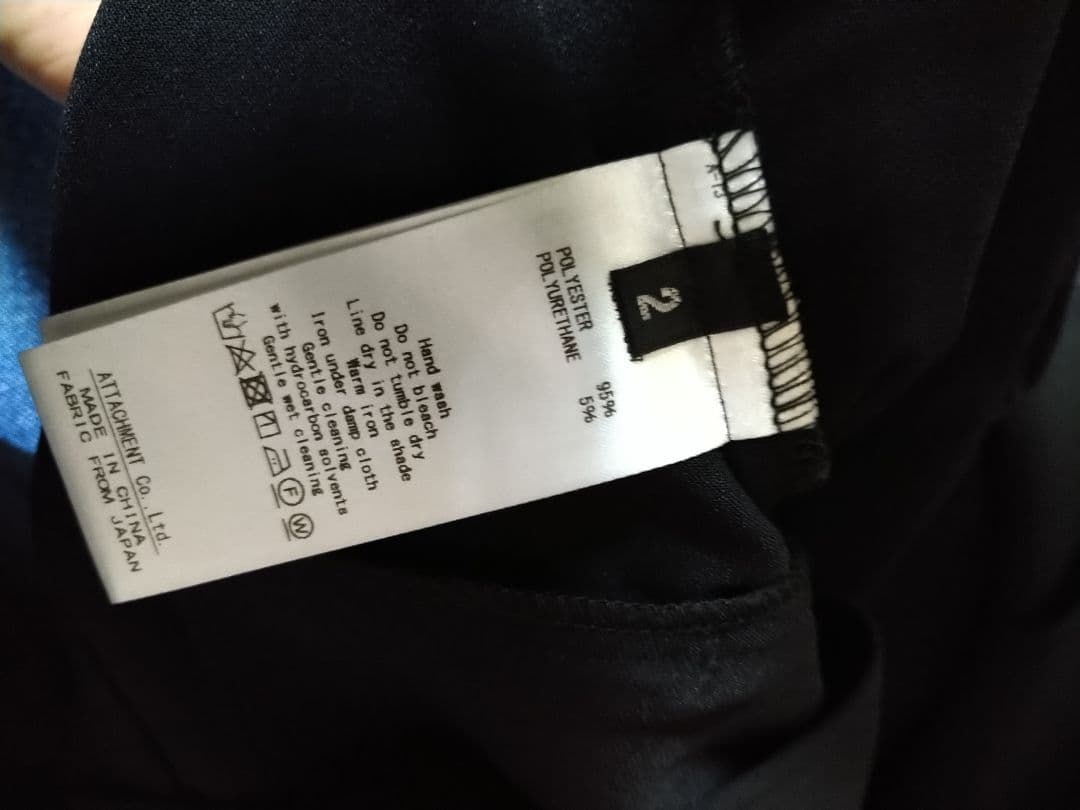 2
POLYESTER 95%
POLYURETHANE 5%
Hand wash
Do not bleach
Do not tumble dry
Line dry in the shade
Warm iron
Iron under damp cloth
Gentle cleaning
with hydrocarbon solvents
Gentle wet cleaning
F W
ATTACHMENT Co.,Ltd.
MADE IN CHINA
FABRIC FROM JAPAN